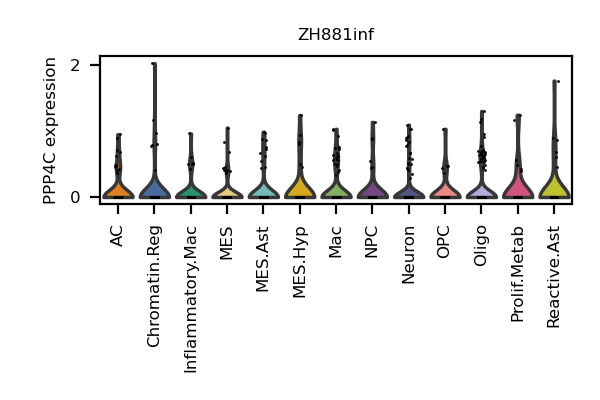 ZH881inf
PPP4C expression
2
0
AC
Chromatin.Reg
Inflammatory.Mac
MES
MES.Ast
MES.Hyp
Mac
NPC
Neuron
OPC
Oligo
Prolif.Metab
Reactive.Ast